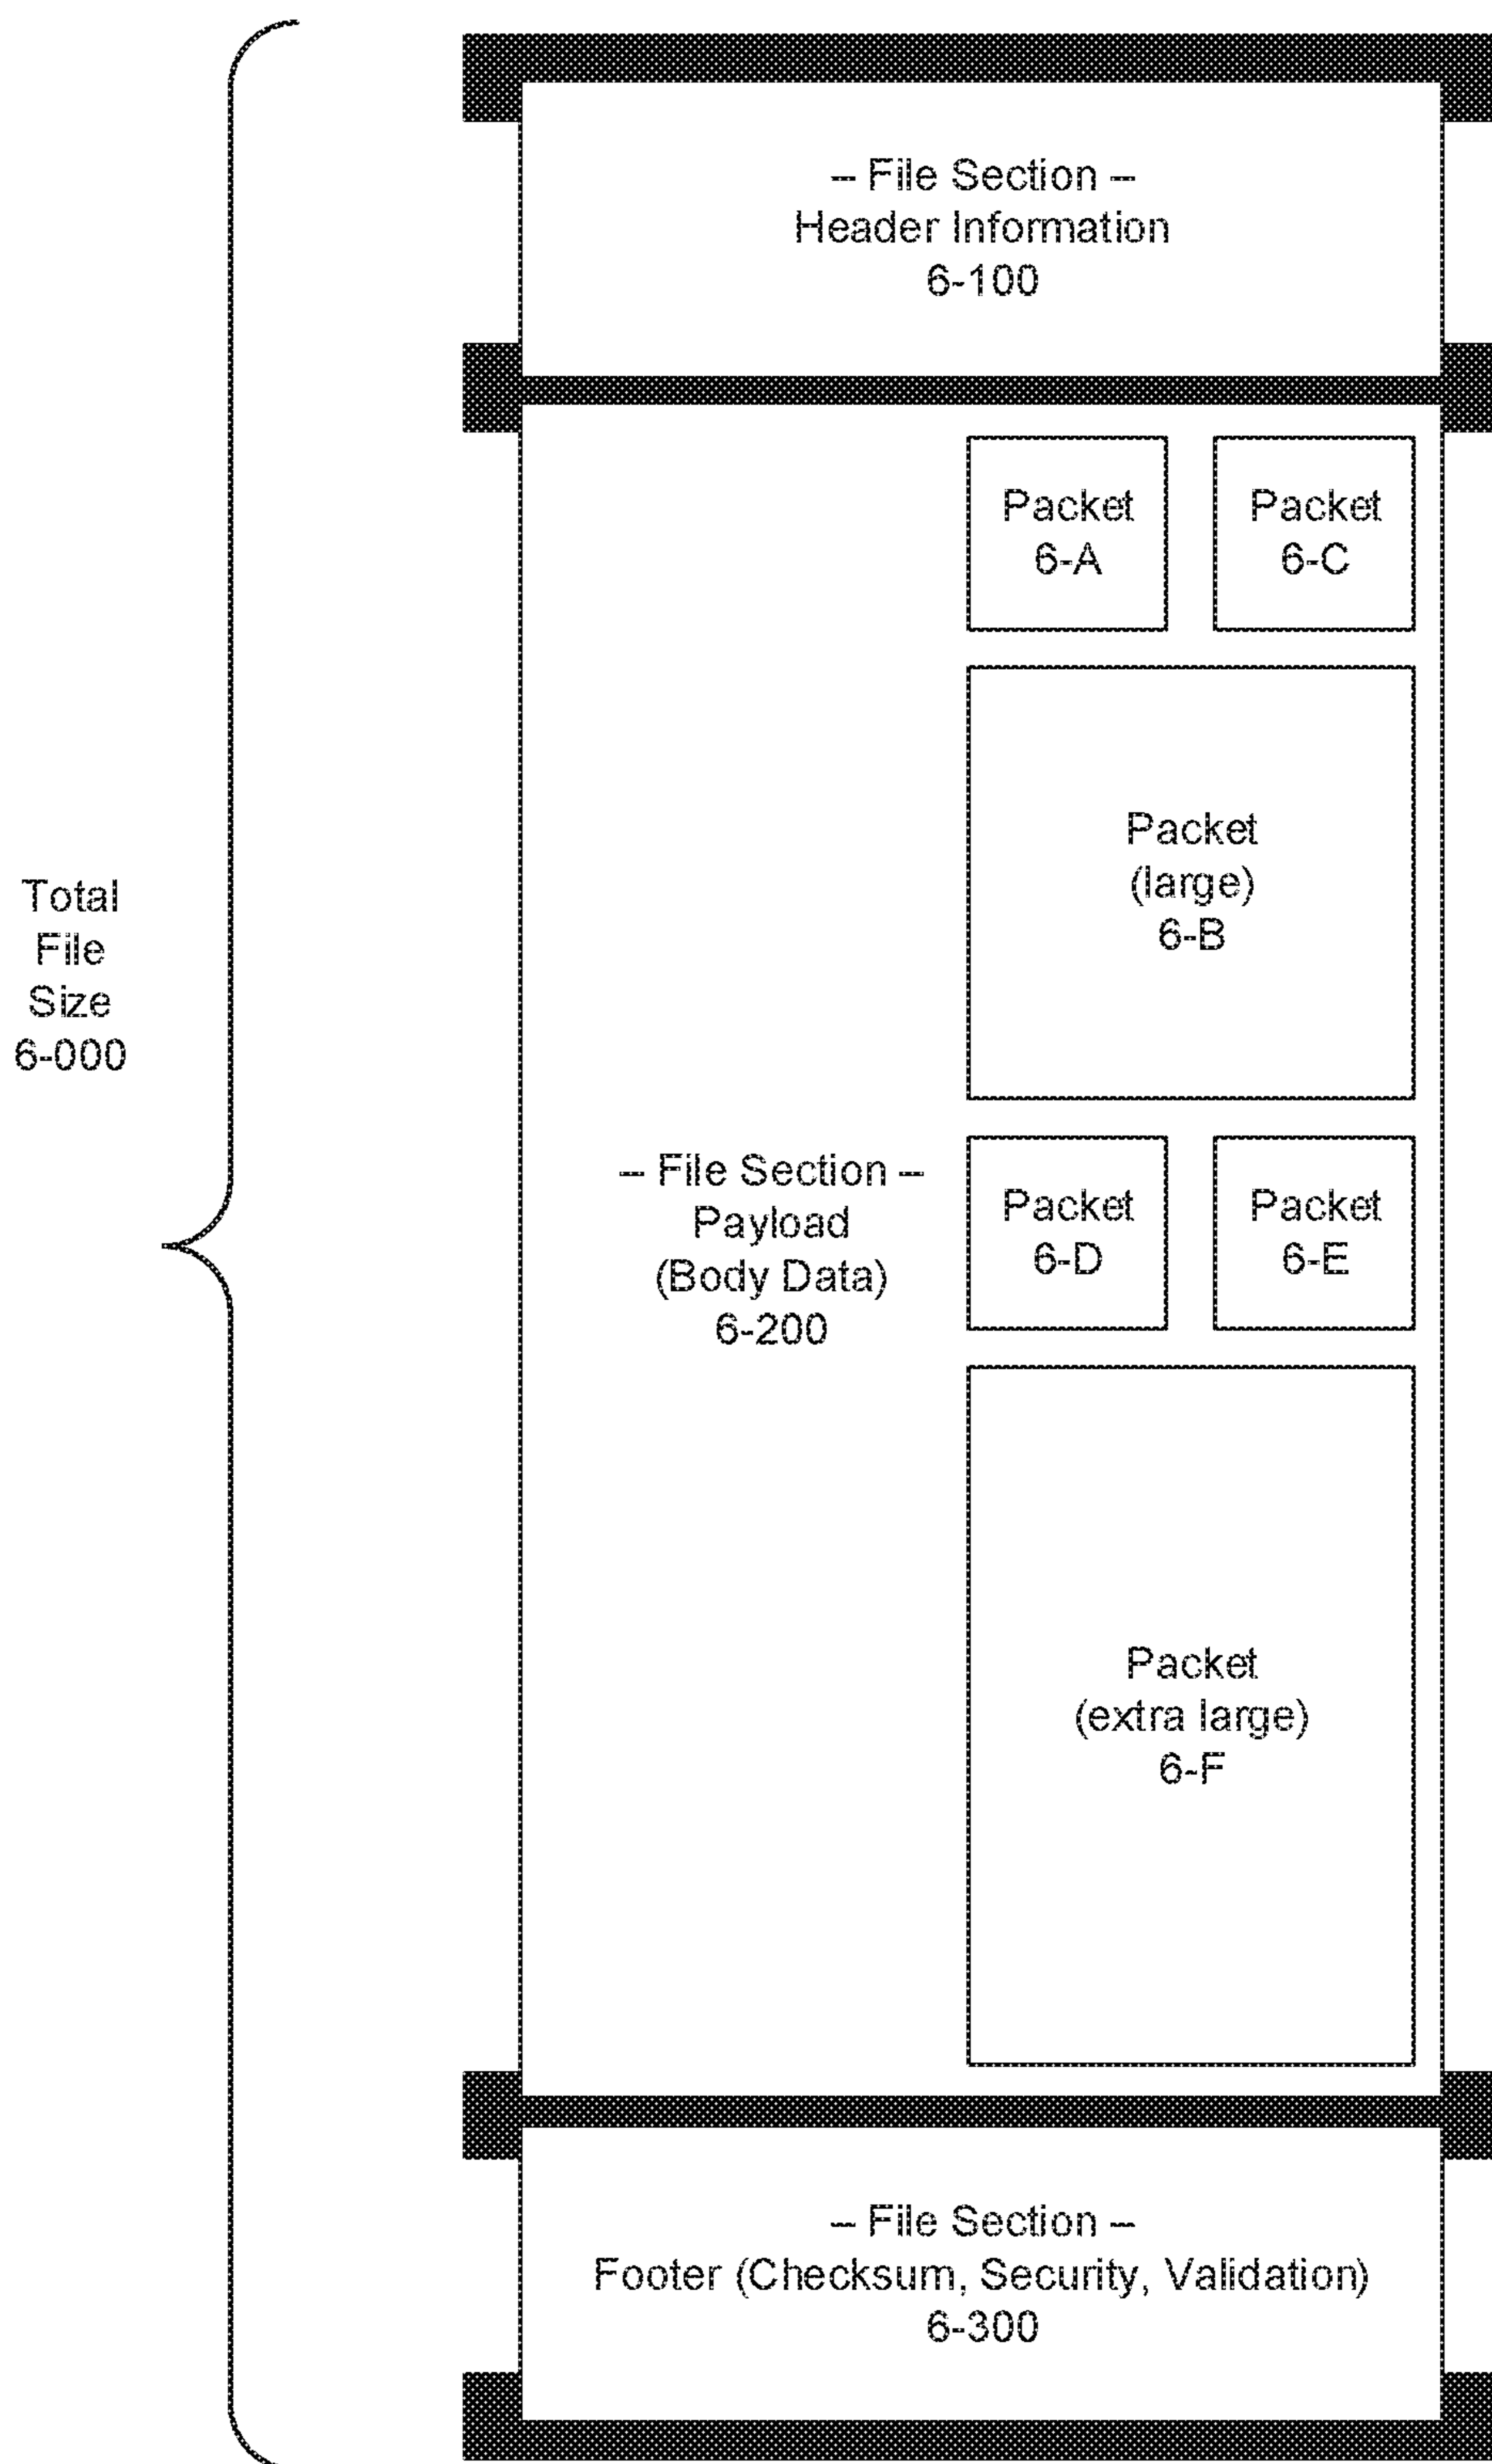 -- File Section --
Header Information
6-100
Packet
6-A
Packet
6-C
Packet
(large)
6-B
Total
File
Size
6-000
-- File Section --
Payload
(Body Data)
6-200
Packet
6-D
Packet
6-E
Packet
(extra large)
6-F
-- File Section --
Footer (Checksum, Security, Validation)
6-300